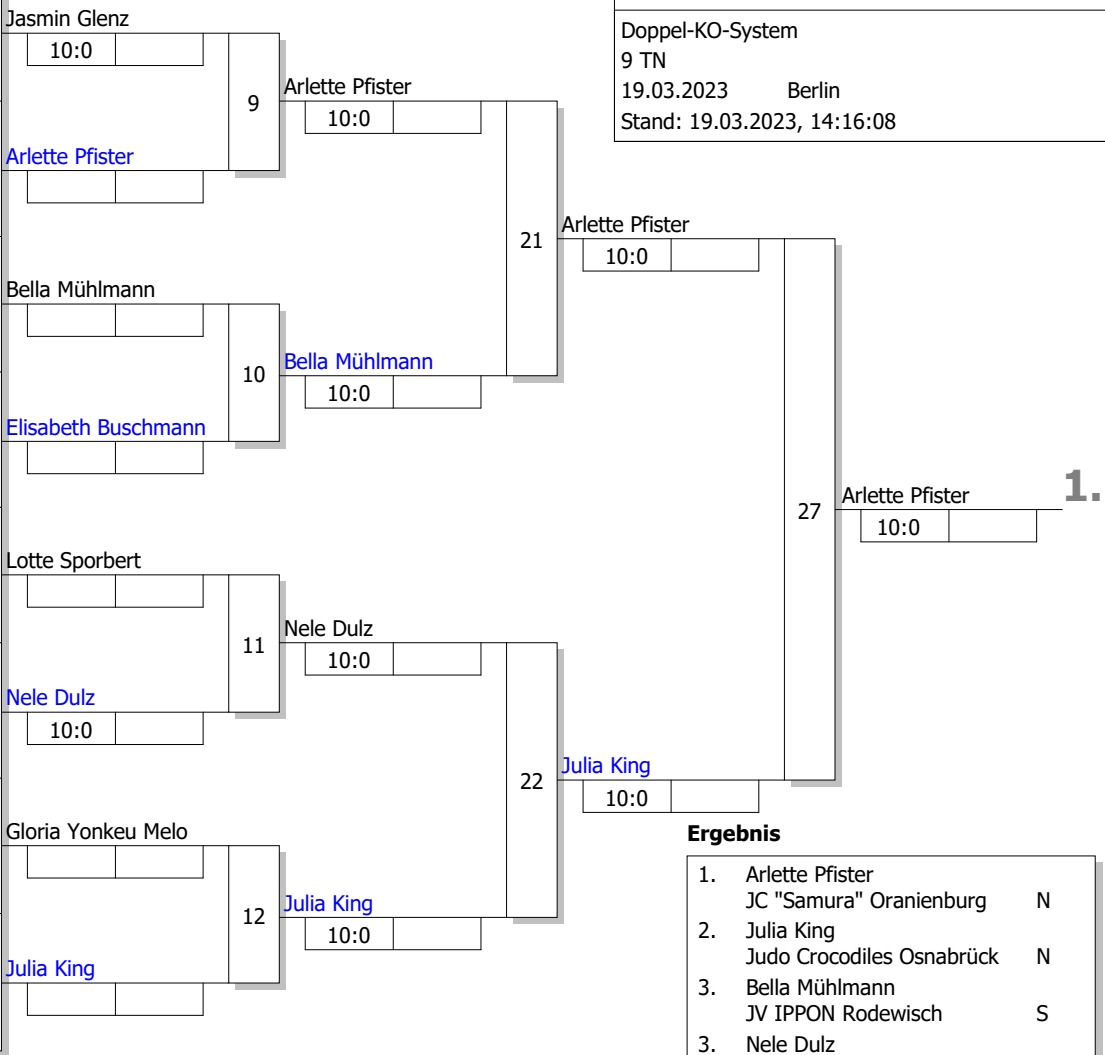 Jasmin Glenz
10:0
9
Arlette Pfister
10:0
Arlette Pfister
21
Arlette Pfister
10:0
Bella Mühlmann
10
Bella Mühlmann
10:0
Elisabeth Buschmann
27
Arlette Pfister
10:0
1.
Lotte Sporbert
11
Nele Dulz
10:0
Nele Dulz
10:0
22
Julia King
10:0
Gloria Yonkeu Melo
12
Julia King
10:0
Julia King
Doppel-KO-System
9 TN
19.03.2023 Berlin
Stand: 19.03.2023, 14:16:08
Ergebnis
1. Arlette Pfister
JC "Samura" Oranienburg N
2. Julia King
Judo Crocodiles Osnabrück N
3. Bella Mühlmann
JV IPPON Rodewisch S
3. Nele Dulz